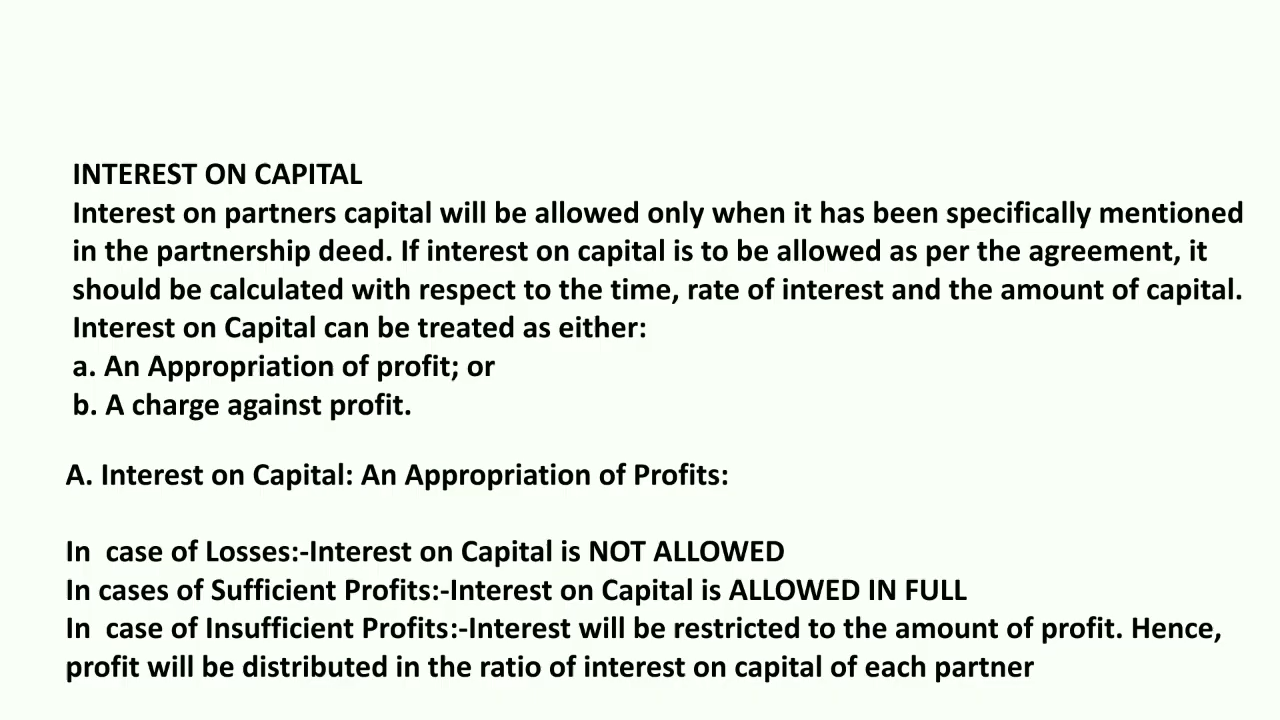 INTEREST ON CAPITAL
Interest on partners capital will be allowed only when it has been specifically mentioned
in the partnership deed. If interest on capital is to be allowed as per the agreement, it
should be calculated with respect to the time, rate of interest and the amount of capital.
Interest on Capital can be treated as either:
a. An Appropriation of profit; or
b. A charge against profit.
A. Interest on Capital: An Appropriation of Profits:
In  case of Losses:-Interest on Capital is NOT ALLOWED
In cases of Sufficient Profits:-Interest on Capital is ALLOWED IN FULL
In  case of Insufficient Profits:-Interest will be restricted to the amount of profit. Hence,
profit will be distributed in the ratio of interest on capital of each partner